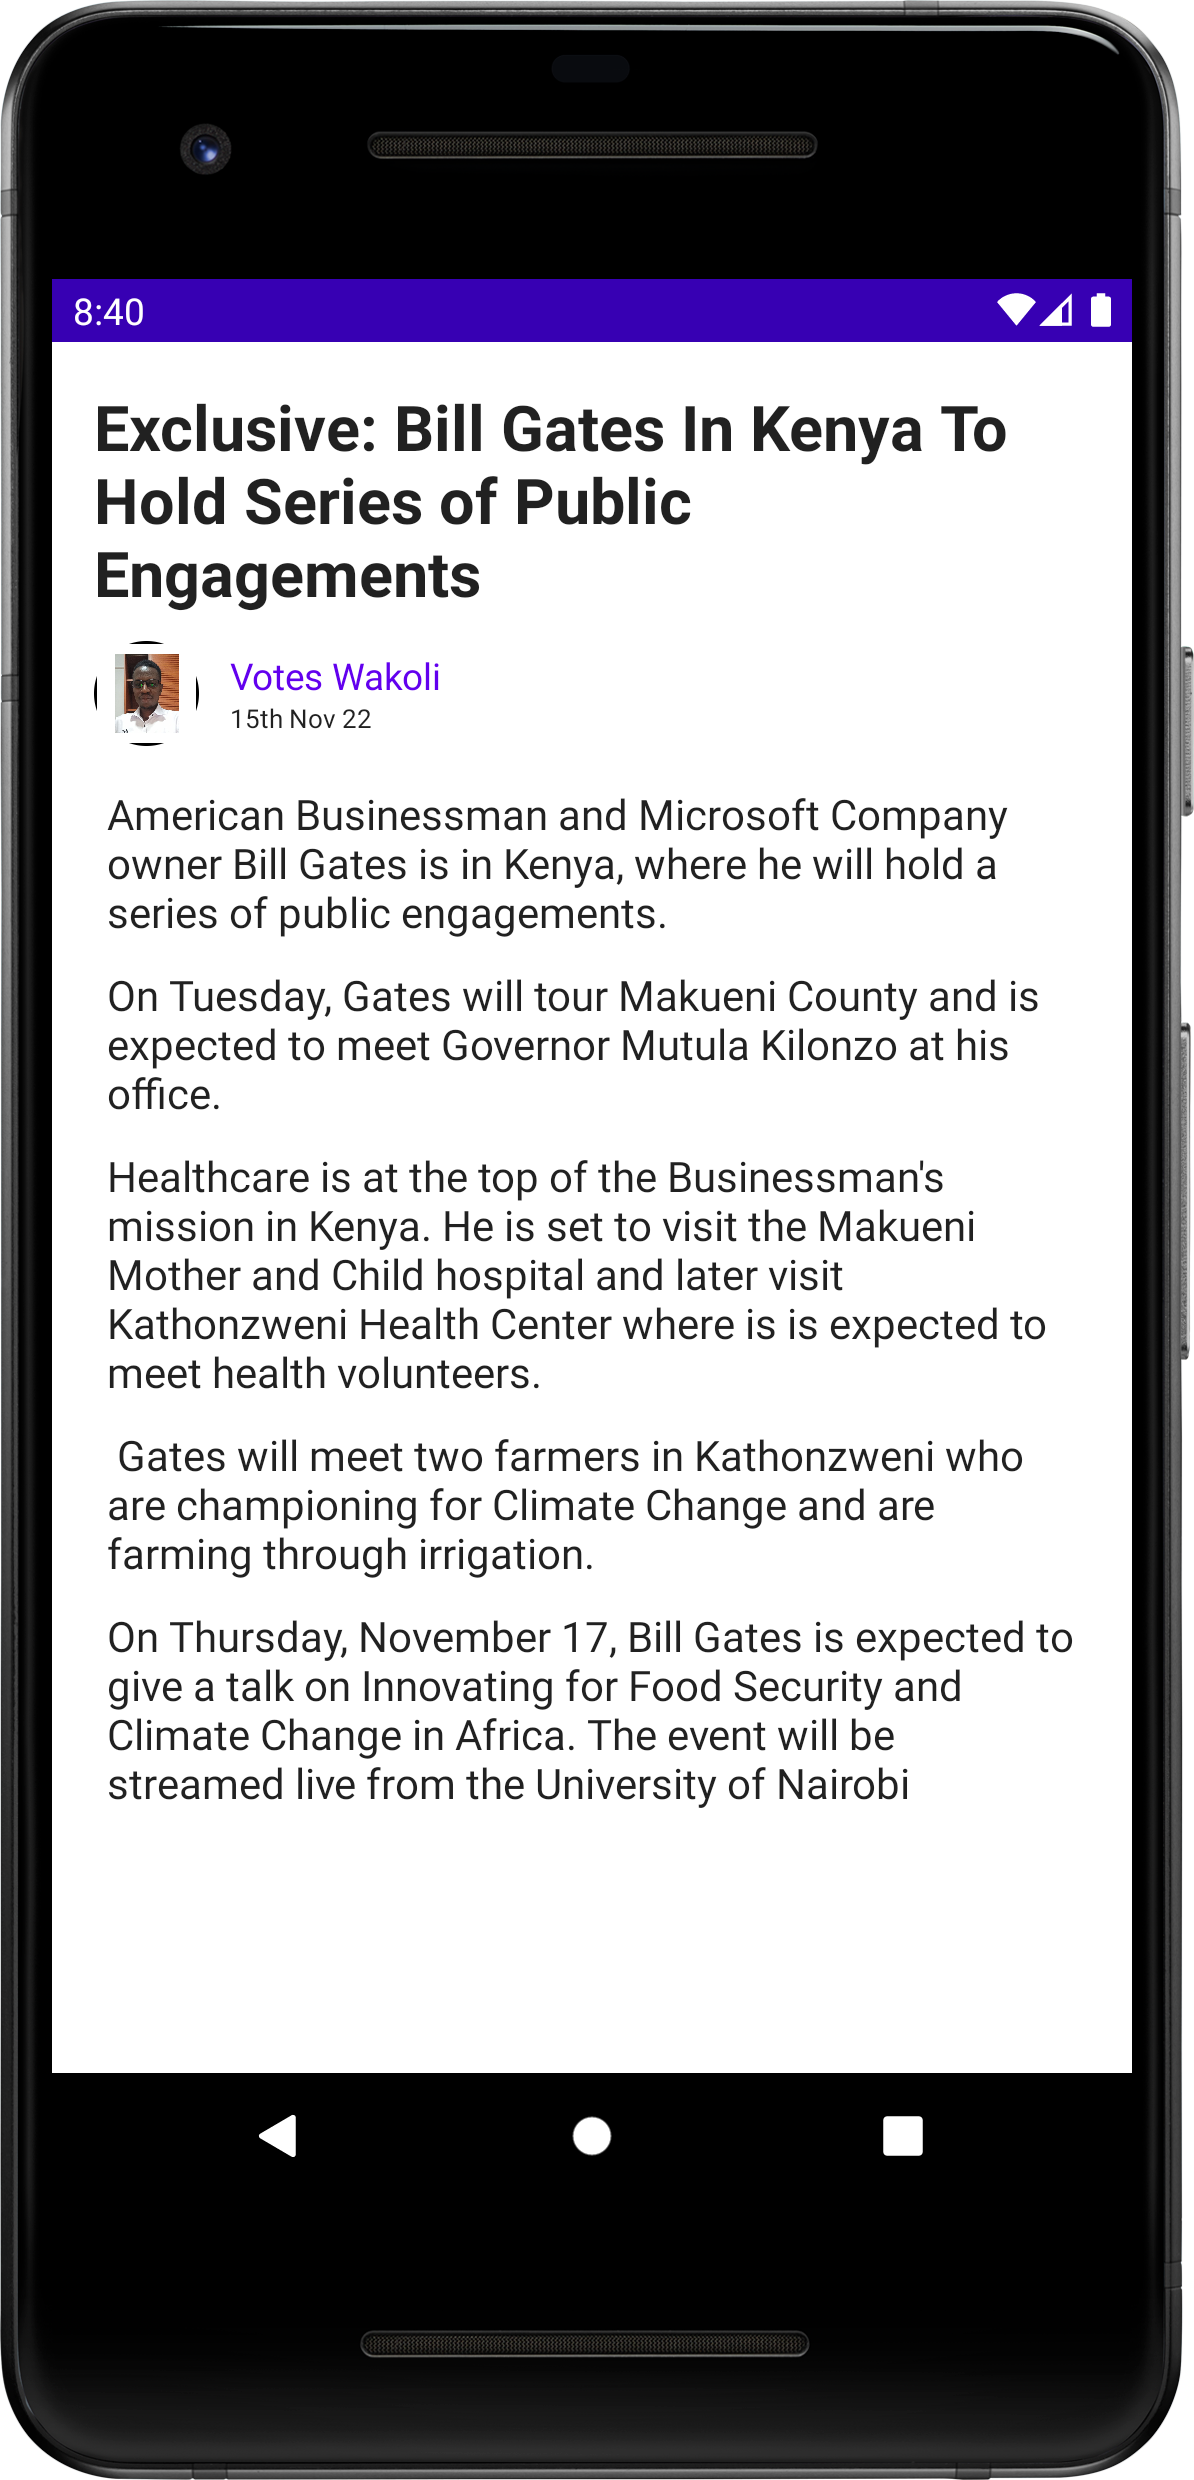 8:40
Exclusive: Bill Gates In Kenya To
Hold Series of Public
Engagements
Votes Wakoli
15th Nov 22
American Businessman and Microsoft Company
owner Bill Gates is in Kenya, where he will hold a
series of public engagements.
On Tuesday, Gates will tour Makueni County and is
expected to meet Governor Mutula Kilonzo at his
office.
Healthcare is at the top of the Businessman's
mission in Kenya. He is set to visit the Makueni
Mother and Child hospital and later visit
Kathonzweni Health Center where is is expected to
meet health volunteers.
Gates will meet two farmers in Kathonzweni who
are championing for Climate Change and are
farming through irrigation.
On Thursday, November 17, Bill Gates is expected to
give a talk on Innovating for Food Security and
Climate Change in Africa. The event will be
streamed live from the University of Nairobi